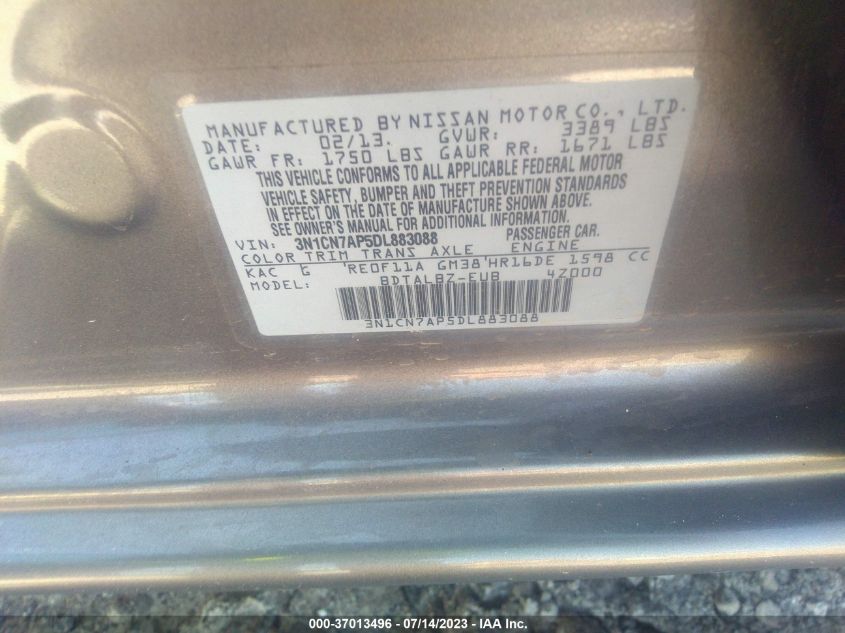 MANUFACTURED BY NISSAN MOTOR CO., LTD.
DATE: 02/13. GVWR: 3389 LBS
GAWR FR: 1750 LBS GAWR RR: 1671 LBS
THIS VEHICLE CONFORMS TO ALL APPLICABLE FEDERAL MOTOR
VEHICLE SAFETY, BUMPER AND THEFT PREVENTION STANDARDS
IN EFFECT ON THE DATE OF MANUFACTURE SHOWN ABOVE.
SEE OWNER'S MANUAL FOR ADDITIONAL INFORMATION.
VIN: 3N1CN7AP5DL883088 PASSENGER CAR.
COLOR TRIM TRANS AXLE ENGINE
KAC G 'RE0F11A GM38'HR16DE 1598 CC
MODEL: BDTALBZ-EUB 4Z000
3N1CN7AP5DL883088
000-37013496 - 07/14/2023 - IAA Inc.